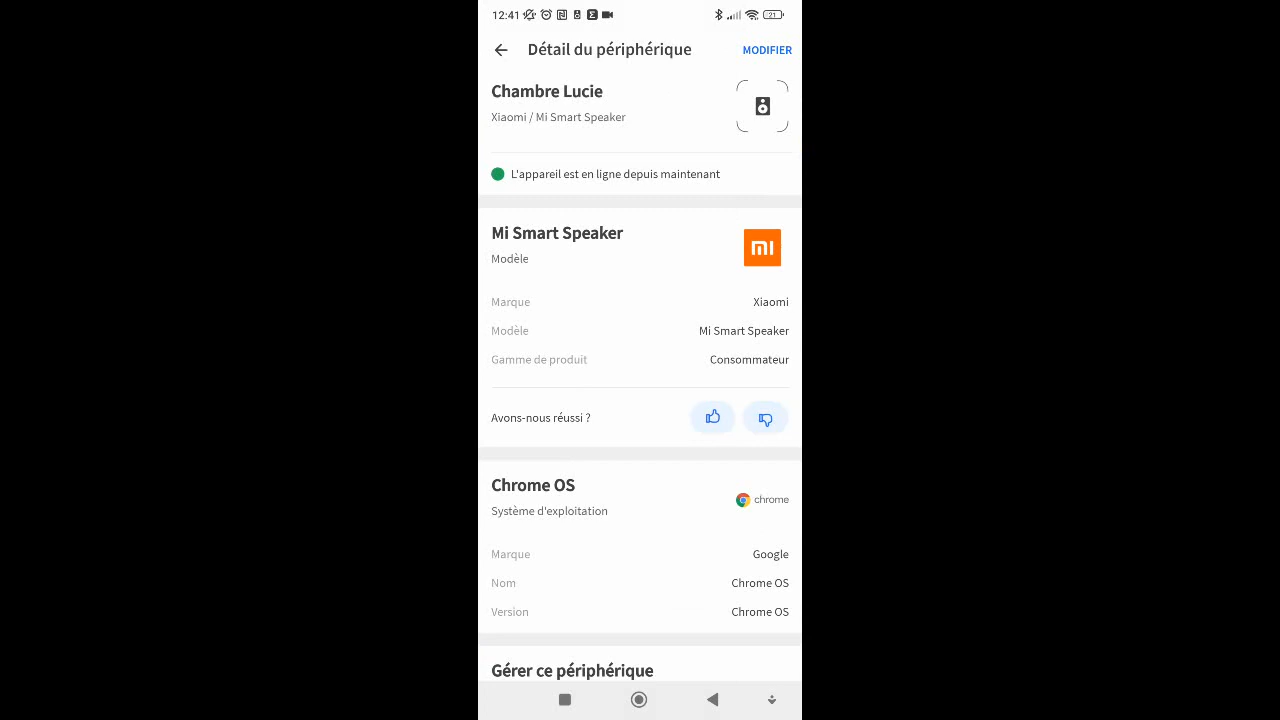 12:41
21
Détail du périphérique
MODIFIER
Chambre Lucie
Xiaomi / Mi Smart Speaker
L'appareil est en ligne depuis maintenant
Mi Smart Speaker
Modèle
Marque Xiaomi
Modèle Mi Smart Speaker
Gamme de produit Consommateur
Avons-nous réussi ?
Chrome OS
chrome
Système d'exploitation
Marque Google
Nom Chrome OS
Version Chrome OS
Gérer ce périphérique